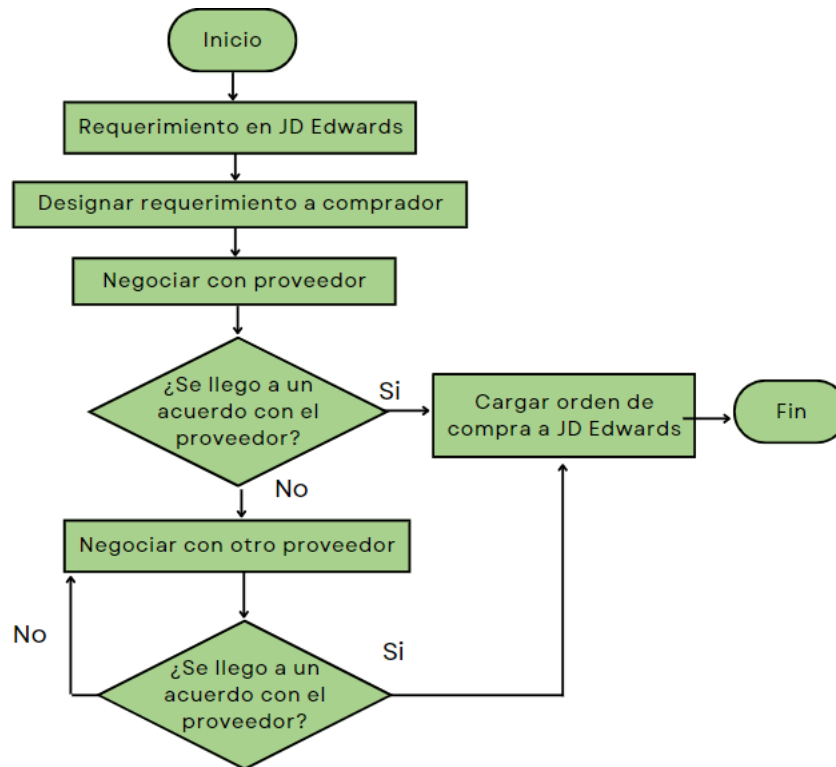 Inicio
Requerimiento en JD Edwards
Designar requerimiento a comprador
Negociar con proveedor
¿Se llego a un
acuerdo con el
proveedor?
Si
Cargar orden de
compra a JD Edwards
Fin
No
Negociar con otro proveedor
No
¿Se llego a un
acuerdo con el
proveedor?
Si